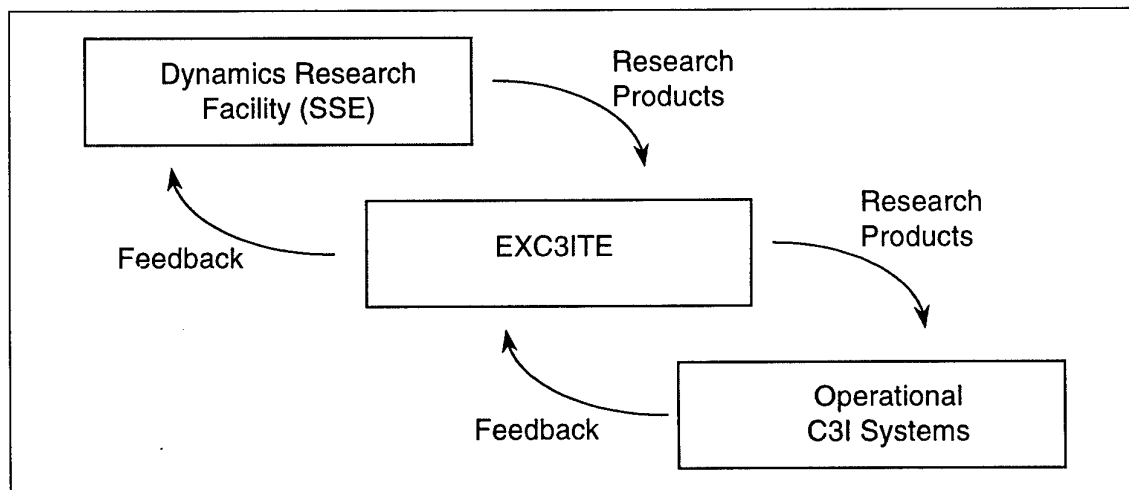 Dynamics Research
Facility (SSE)
Research
Products
Feedback
EXC3ITE
Research
Products
Feedback
Operational
C3I Systems